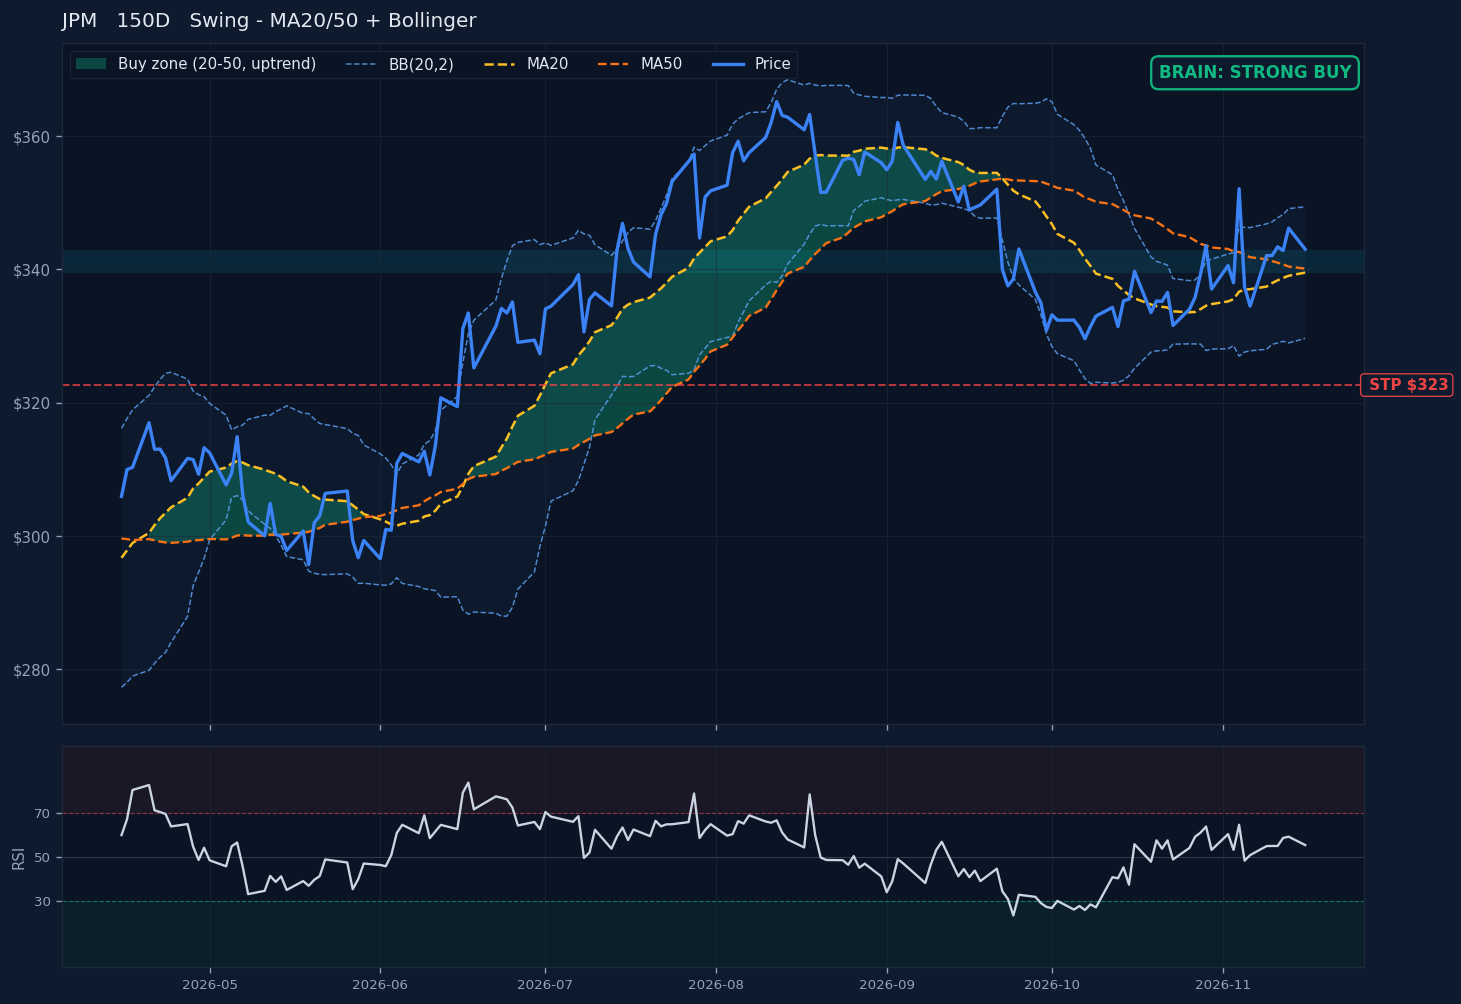 JPM 150D Swing - MA20/50 + Bollinger
Buy zone (20-50, uptrend) BB(20,2) MA20 MA50 Price
BRAIN: STRONG BUY
$360
$340
$320
$300
$280
STP $323
70
50
30
RSI
2026-05 2026-06 2026-07 2026-08 2026-09 2026-10 2026-11